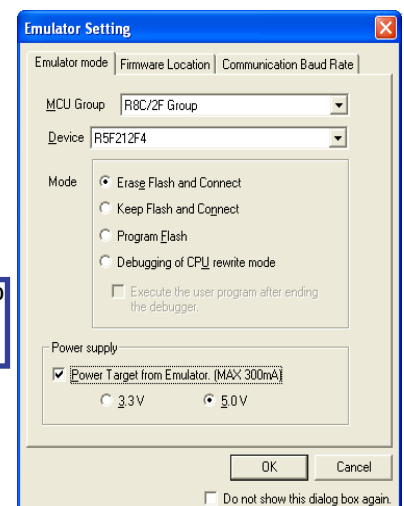 Emulator Setting
Emulator mode Firmware Location Communication Baud Rate
MCU Group R8C/2F Group
Device R5F212F4
Mode Erase Flash and Connect
Keep Flash and Connect
Program Flash
Debugging of CPU rewrite mode
Execute the user program after ending
the debugger.
Power supply
Power Target from Emulator. (MAX 300mA)
3.3 V 5.0 V
OK Cancel
Do not show this dialog box again.